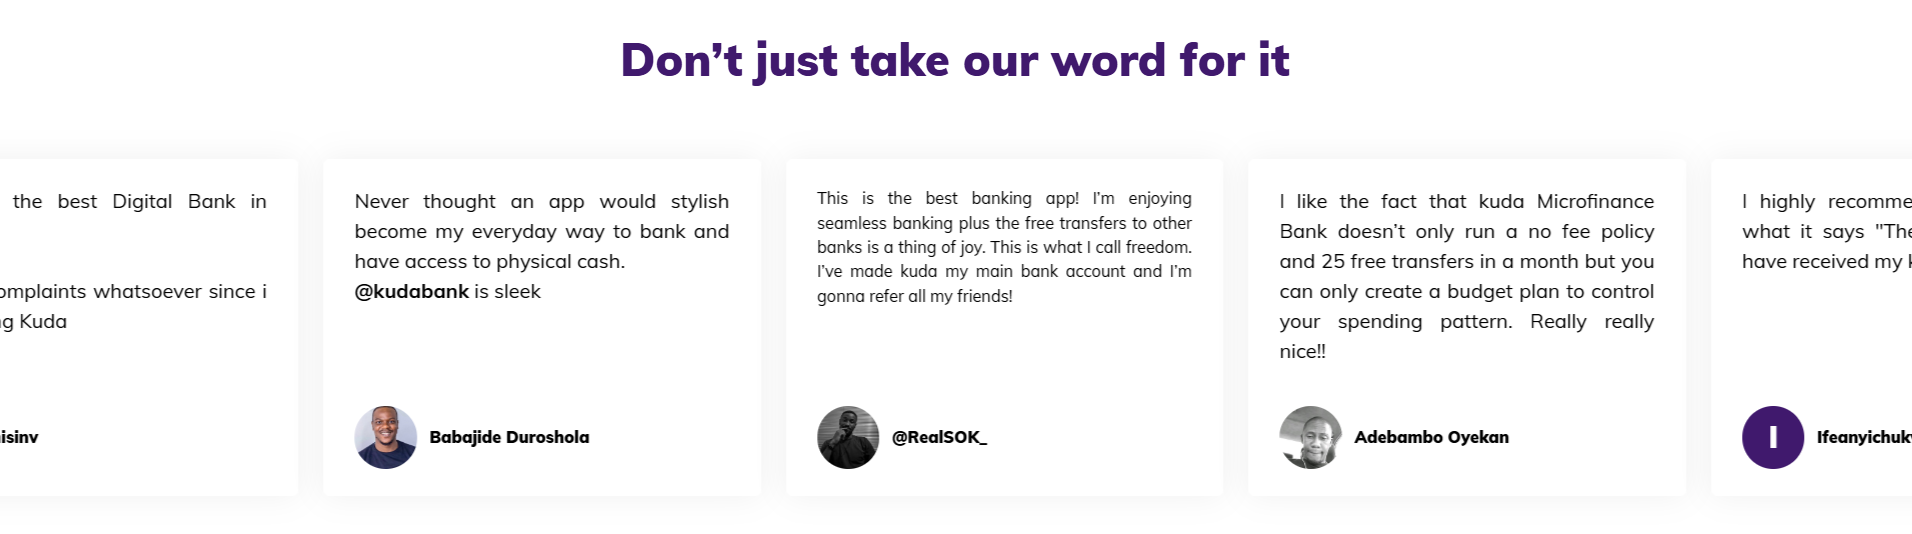 Don’t just take our word for it
the best Digital Bank in
omplaints whatsoever since i
ng Kuda
isinv
Never thought an app would stylish
become my everyday way to bank and
have access to physical cash.
@kudabank is sleek
Babajide Duroshola
This is the best banking app! I’m enjoying
seamless banking plus the free transfers to other
banks is a thing of joy. This is what I call freedom.
I’ve made kuda my main bank account and I’m
gonna refer all my friends!
@RealSOK_
I like the fact that kuda Microfinance
Bank doesn’t only run a no fee policy
and 25 free transfers in a month but you
can only create a budget plan to control
your spending pattern. Really really
nice!!
Adebambo Oyekan
I highly recomme
what it says "The
have received my
I
Ifeanyichuk